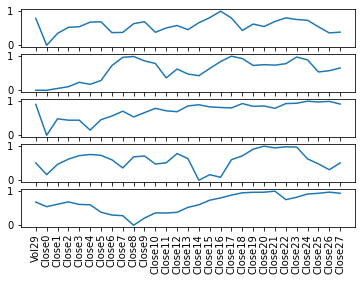 1
0
1
0
1
0
1
0
1
0
Vol29
Close0
Close1
Close2
Close3
Close4
Close5
Close6
Close7
Close8
Close9
Close10
Close11
Close12
Close13
Close14
Close15
Close16
Close17
Close18
Close19
Close20
Close21
Close22
Close23
Close24
Close25
Close26
Close27